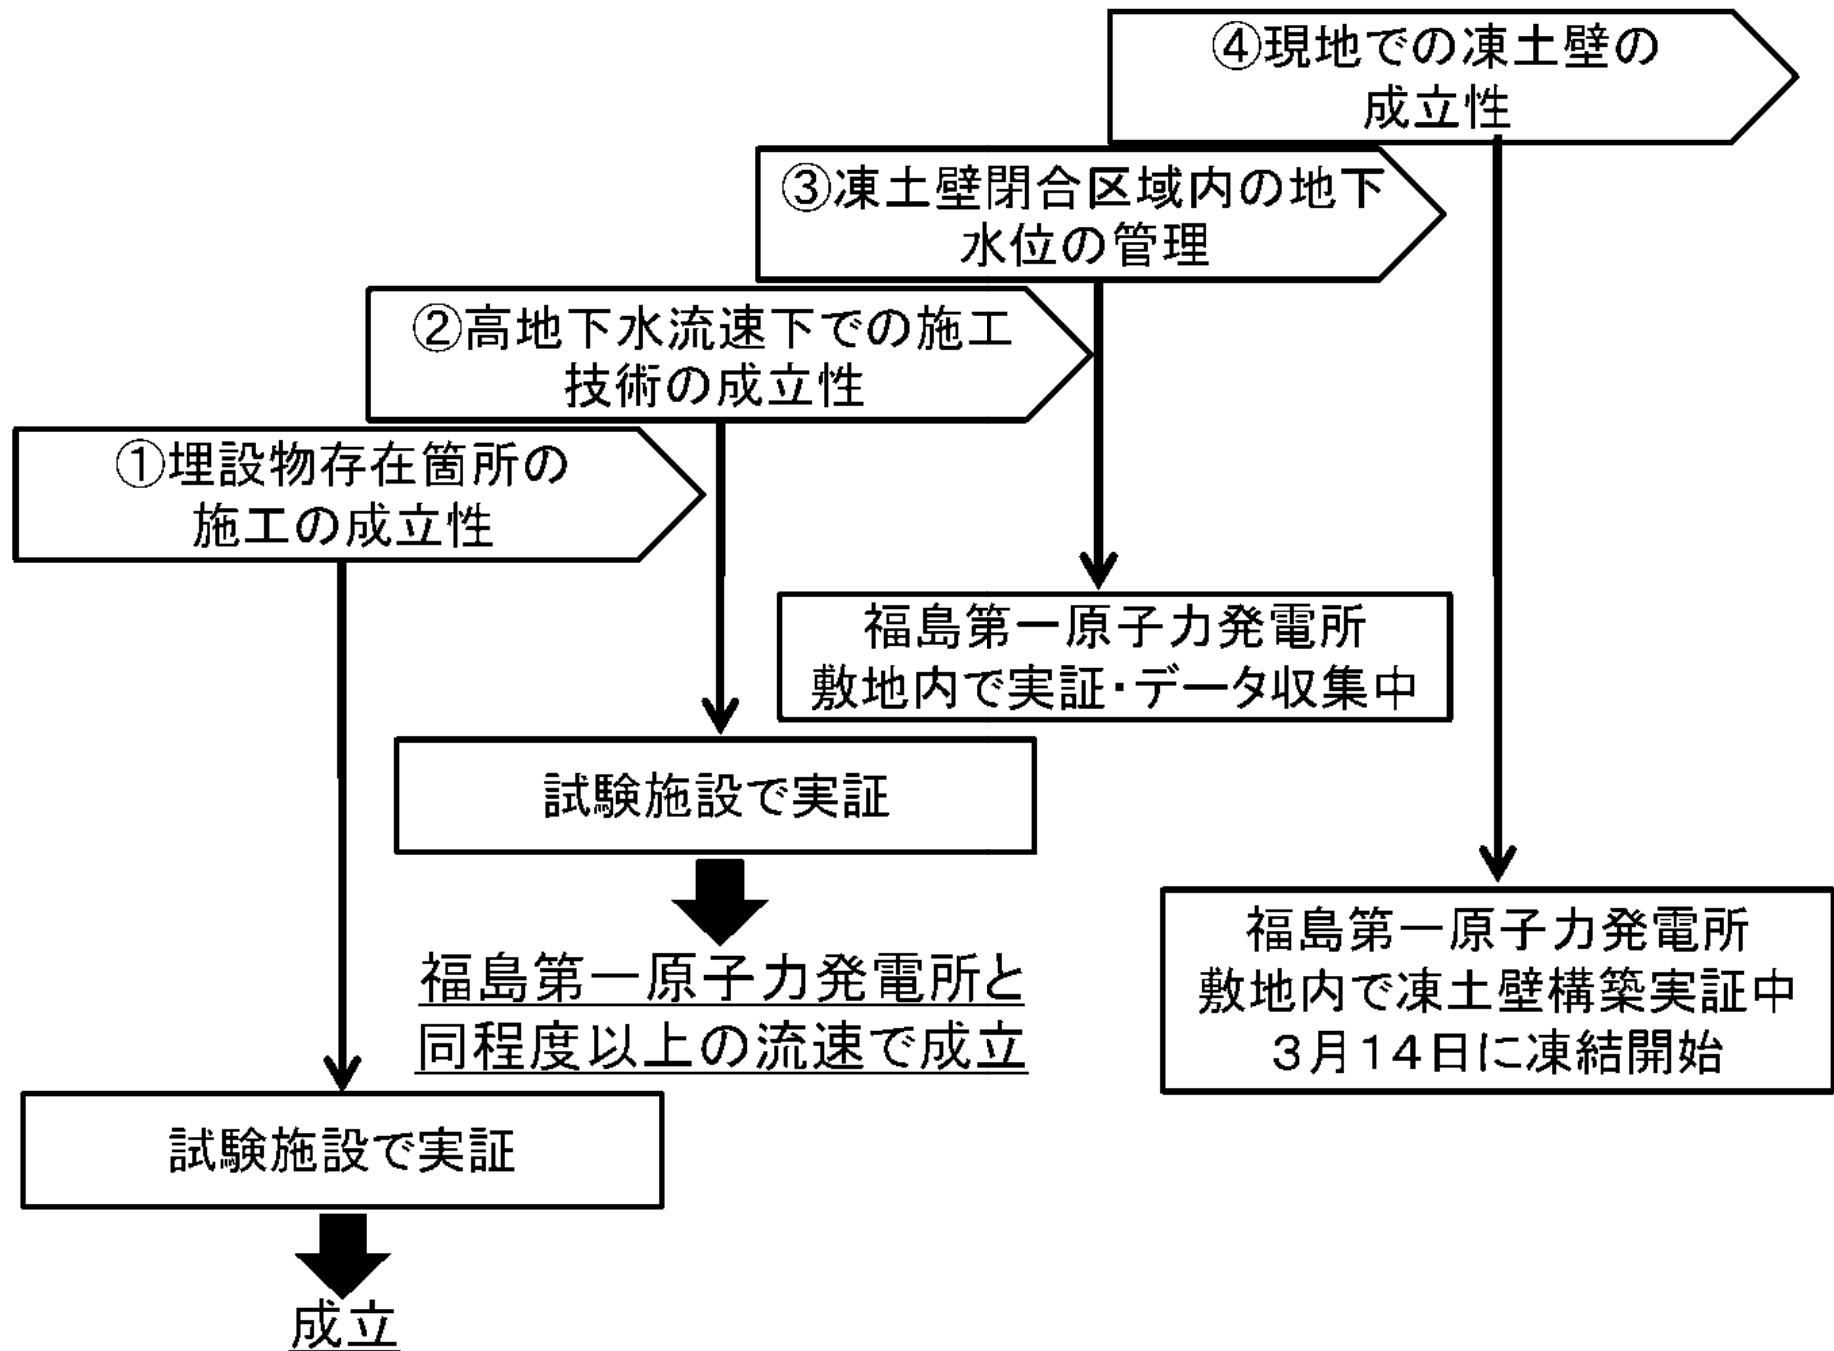 ④現地での凍土壁の
成立性
③凍土壁閉合区域内の地下
水位の管理
②高地下水流速下での施工
技術の成立性
①埋設物存在箇所の
施工の成立性
福島第一原子力発電所
敷地内で実証・データ収集中
試験施設で実証
福島第一原子力発電所と
同程度以上の流速で成立
福島第一原子力発電所
敷地内で凍土壁構築実証中
３月１４日に凍結開始
試験施設で実証
成立